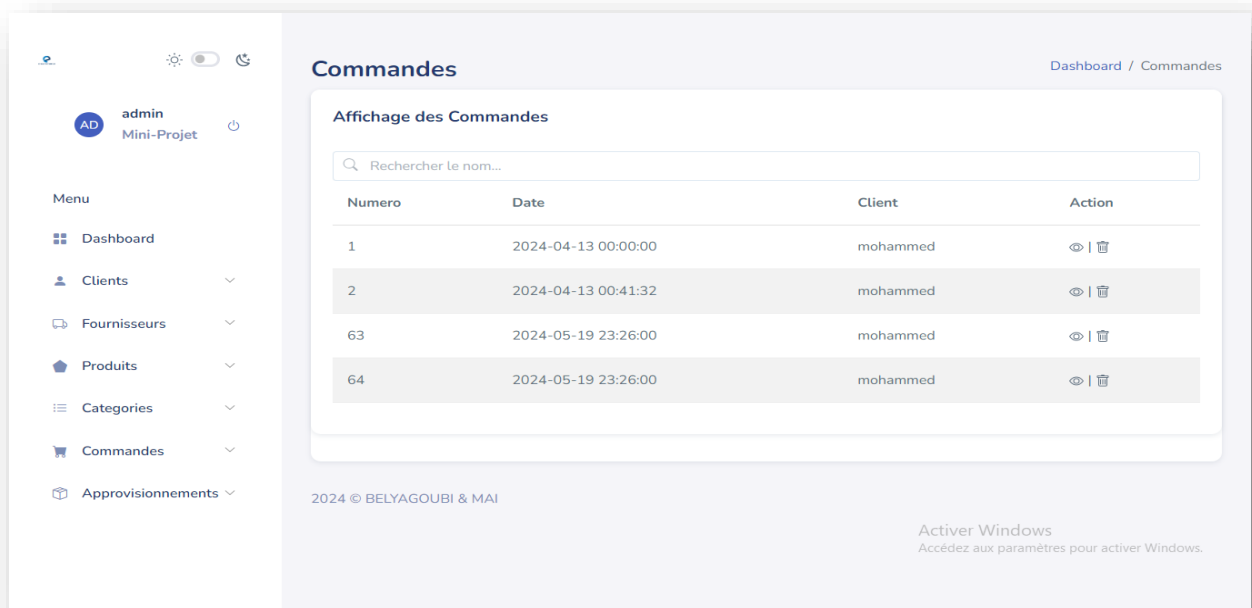 AD
admin
Mini-Projet
Menu
Dashboard
Clients
Fournisseurs
Produits
Categories
Commandes
Approvisionnements
Commandes
Dashboard / Commandes
Affichage des Commandes
Rechercher le nom...
Numero Date Client Action
1 2024-04-13 00:00:00 mohammed |
2 2024-04-13 00:41:32 mohammed |
63 2024-05-19 23:26:00 mohammed |
64 2024-05-19 23:26:00 mohammed |
2024 © BELYAGOUBI & MAI
Activer Windows
Accédez aux paramètres pour activer Windows.